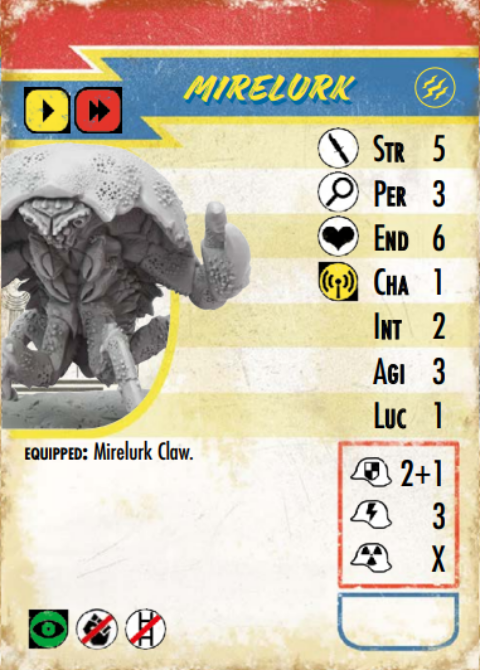 MIRELURK
STR 5
PER 3
END 6
CHA 1
INT 2
AGI 3
LUC 1
EQUIPPED: Mirelurk Claw.
2+1
3
X